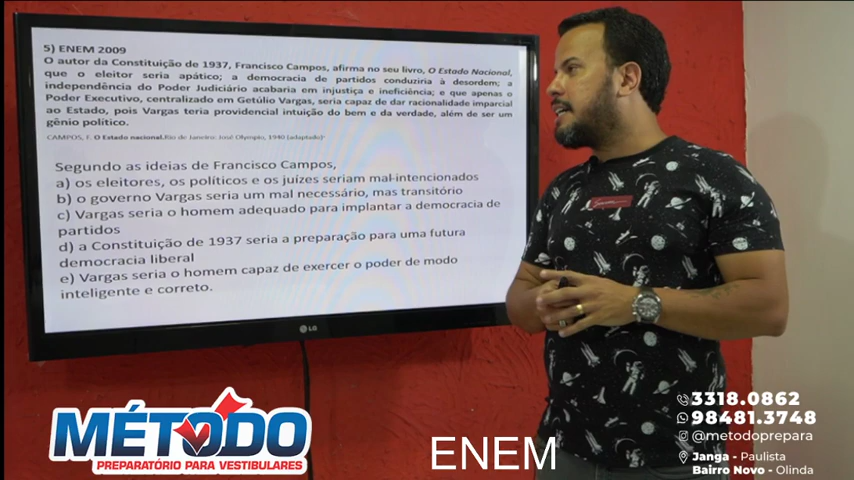 5) ENEM 2009
O autor da Constituição de 1937, Francisco Campos, afirma no seu livro, O Estado Nacional,
que o eleitor seria apático; a democracia de partidos conduziria à desordem; a
independência do Poder Judiciário acabaria em injustiça e ineficiência; e que apenas o
Poder Executivo, centralizado em Getúlio Vargas, seria capaz de dar racionalidade imparcial
ao Estado, pois Vargas teria providencial intuição do bem e da verdade, além de ser um
gênio político.
CAMPOS, F. O Estado nacional. Rio de Janeiro: José Olympio, 1940 (adaptado).
Segundo as ideias de Francisco Campos,
a) os eleitores, os políticos e os juízes seriam mal-intencionados
b) o governo Vargas seria um mal necessário, mas transitório
c) Vargas seria o homem adequado para implantar a democracia de
partidos
d) a Constituição de 1937 seria a preparação para uma futura
democracia liberal
e) Vargas seria o homem capaz de exercer o poder de modo
inteligente e correto.
LG
MÉTODO
PREPARATÓRIO PARA VESTIBULARES
ENEM
3318.0862
98481.3748
@metodoprepara
Janga - Paulista
Bairro Novo - Olinda